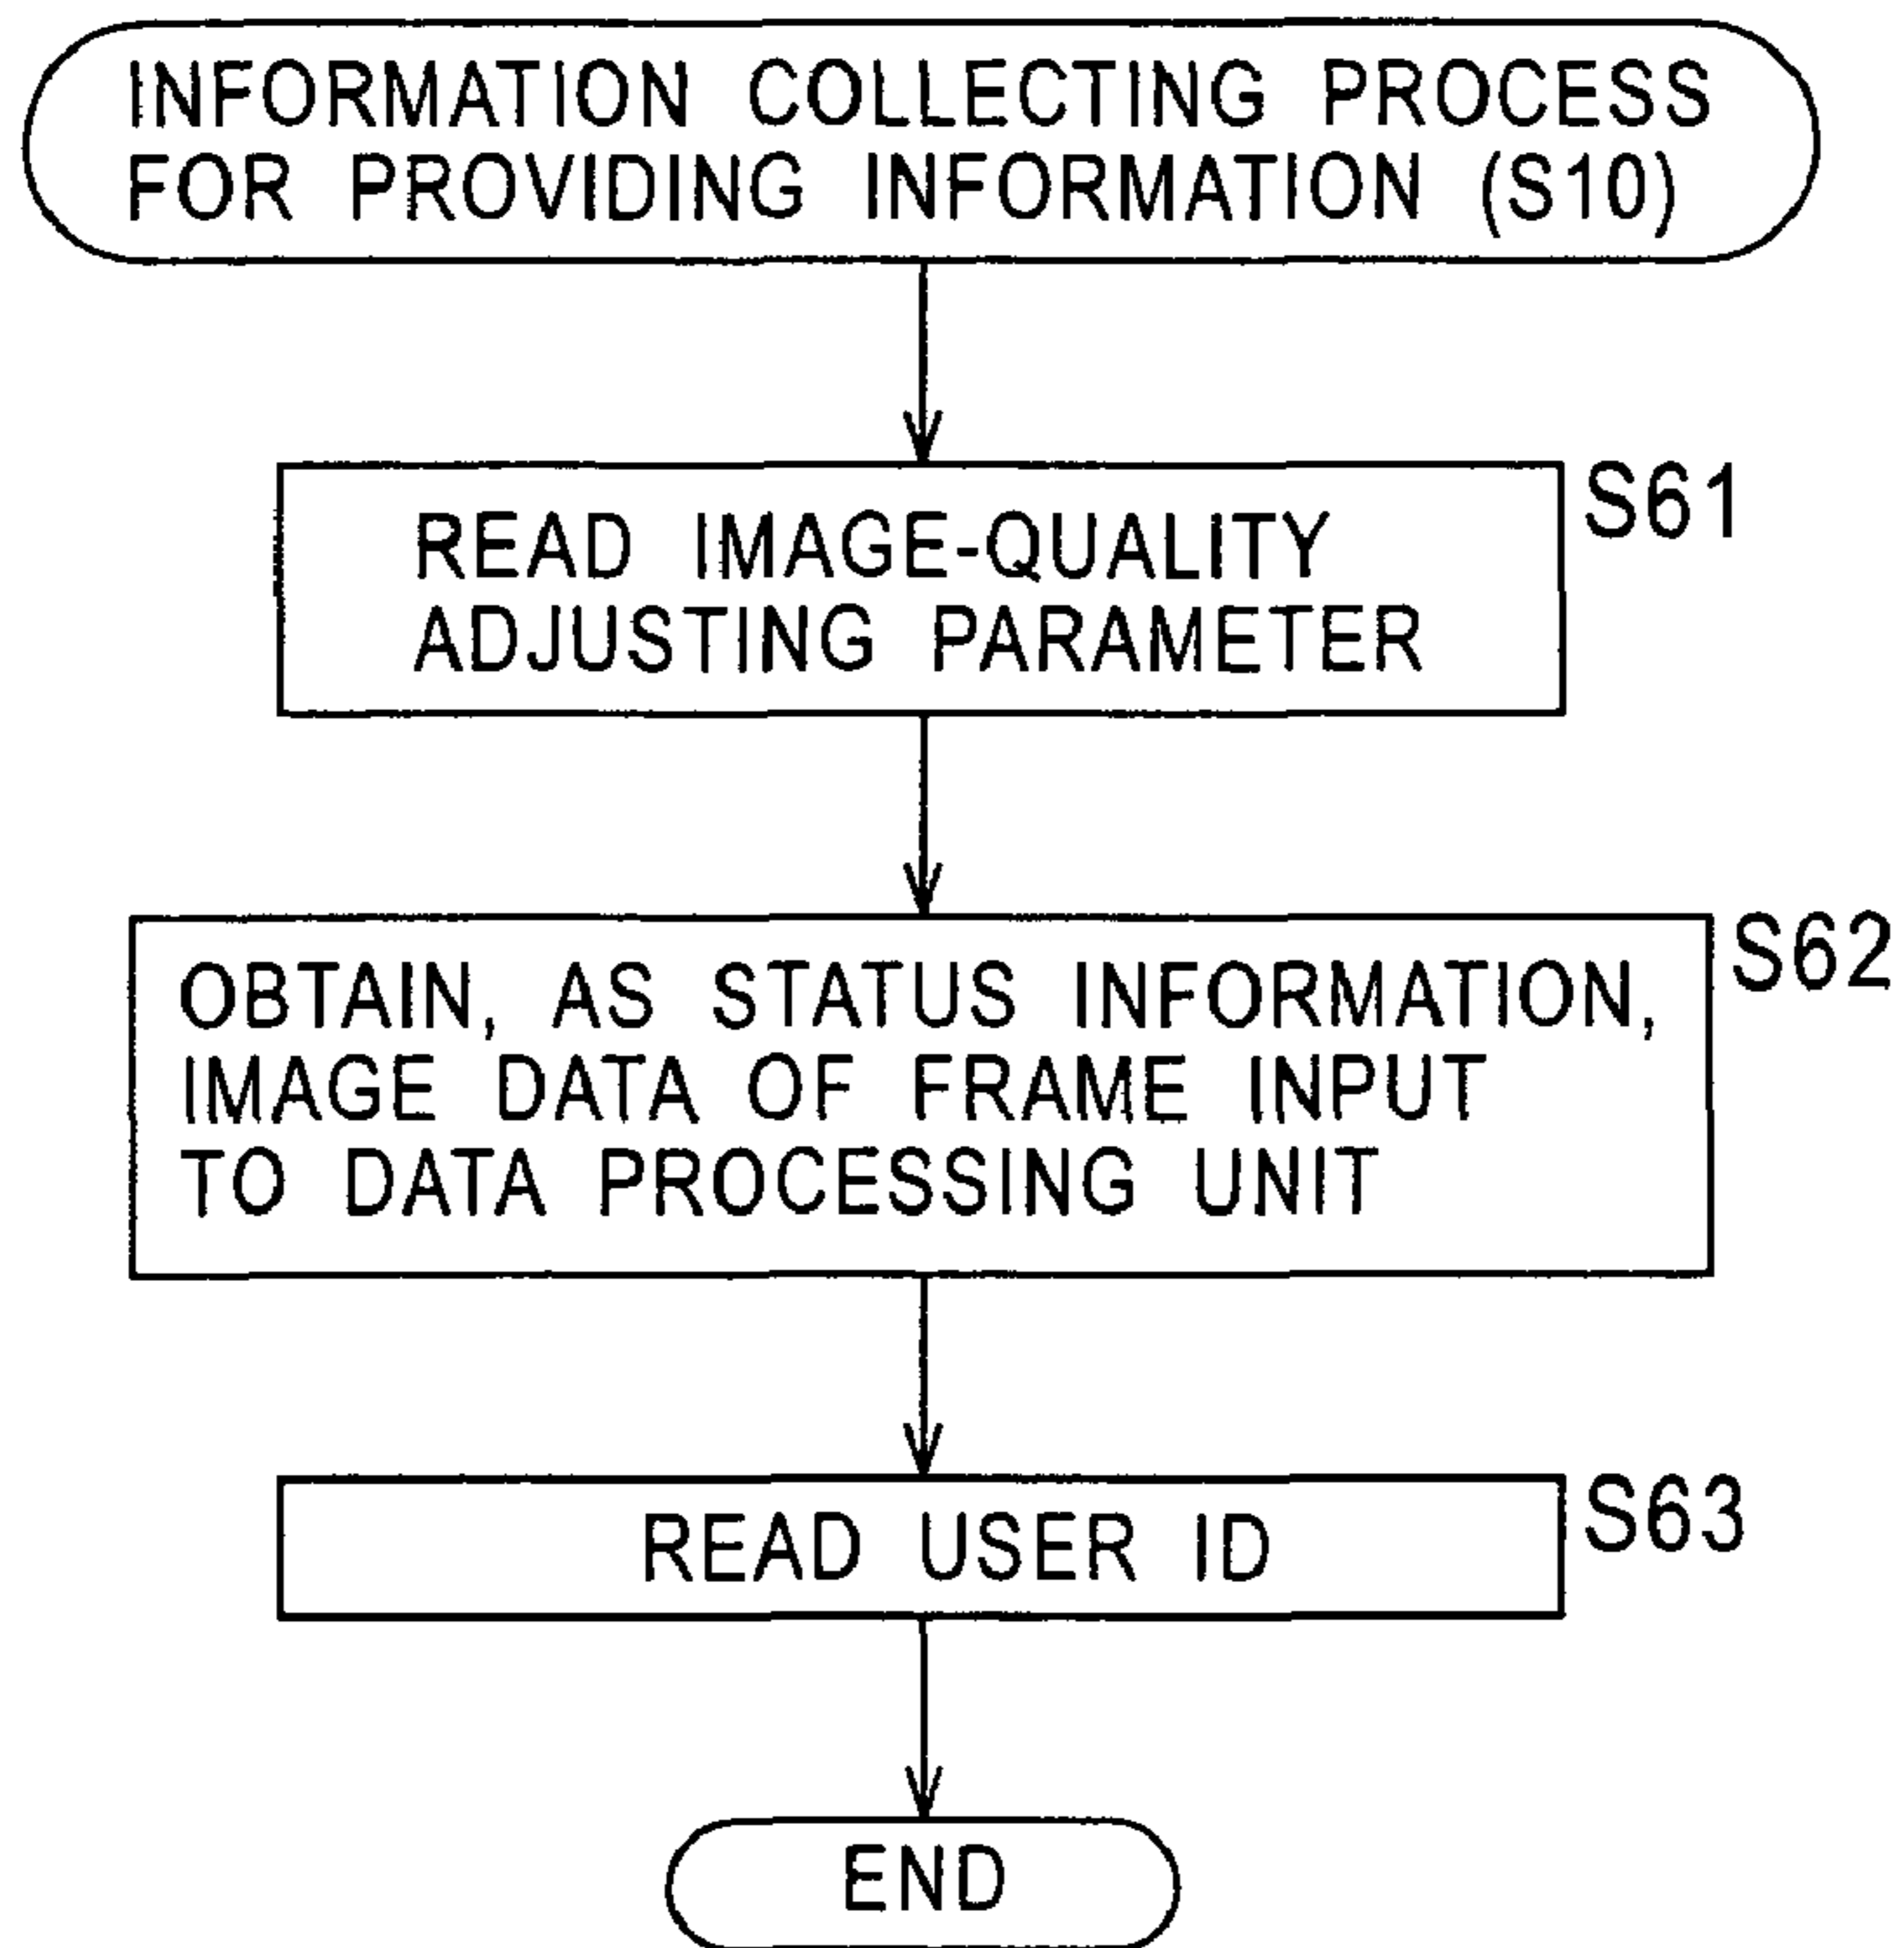 INFORMATION COLLECTING PROCESS
FOR PROVIDING INFORMATION (S10)
S61
READ IMAGE-QUALITY
ADJUSTING PARAMETER
S62
OBTAIN, AS STATUS INFORMATION,
IMAGE DATA OF FRAME INPUT
TO DATA PROCESSING UNIT
S63
READ USER ID
END